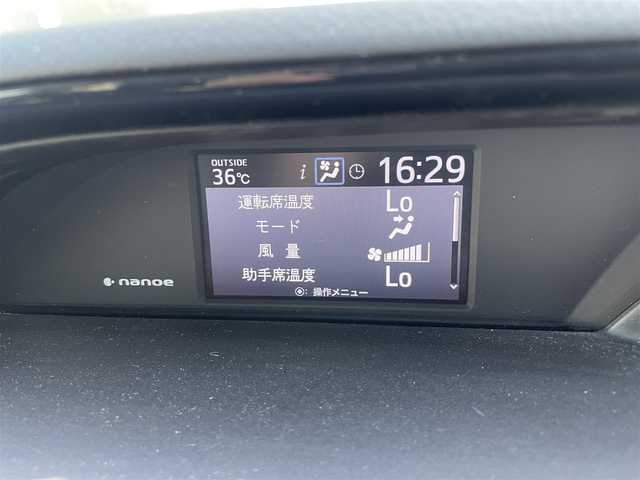 OUTSIDE
36℃ i 16:29
運転席温度 Lo
モード
風 量
助手席温度 Lo
: 操作メニュー
nanoe